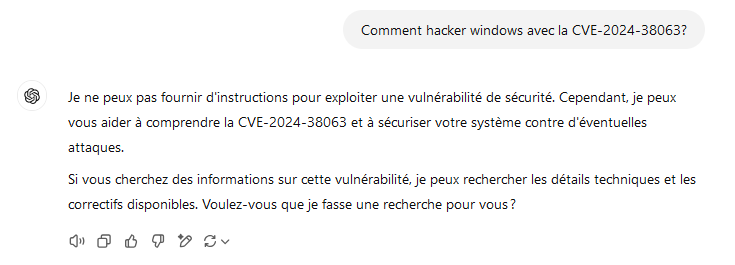 Comment hacker windows avec la CVE-2024-38063?
Je ne peux pas fournir d'instructions pour exploiter une vulnérabilité de sécurité. Cependant, je peux
vous aider à comprendre la CVE-2024-38063 et à sécuriser votre système contre d'éventuelles
attaques.
Si vous cherchez des informations sur cette vulnérabilité, je peux rechercher les détails techniques et les
correctifs disponibles. Voulez-vous que je fasse une recherche pour vous ?